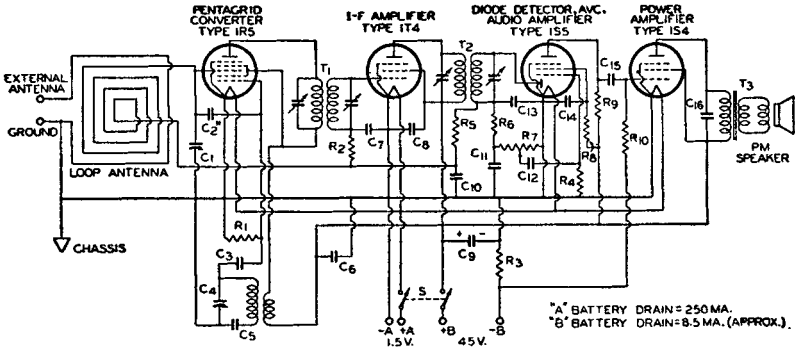 PENTAGRID
CONVERTER
TYPE 1R5
I-F AMPLIFIER
TYPE 1T4
DIODE DETECTOR, AVC.
AUDIO AMPLIFIER
TYPE 1S5
POWER
AMPLIFIER
TYPE 1S4
EXTERNAL
ANTENNA
GROUND
LOOP ANTENNA
CHASSIS
C2"
C1
T1
R2
C7
C8
T2
R5
C10
C13
C14
R6
C11
R7
C12
R4
R8
R9
C15
R10
C16
T3
PM
SPEAKER
R1
C3
C4
C5
C6
C9
+ -
R3
S
-A +A +B -B
1.5V. 45V.
"A" BATTERY DRAIN=250 MA.
"B" BATTERY DRAIN=8.5 MA.(APPROX.)